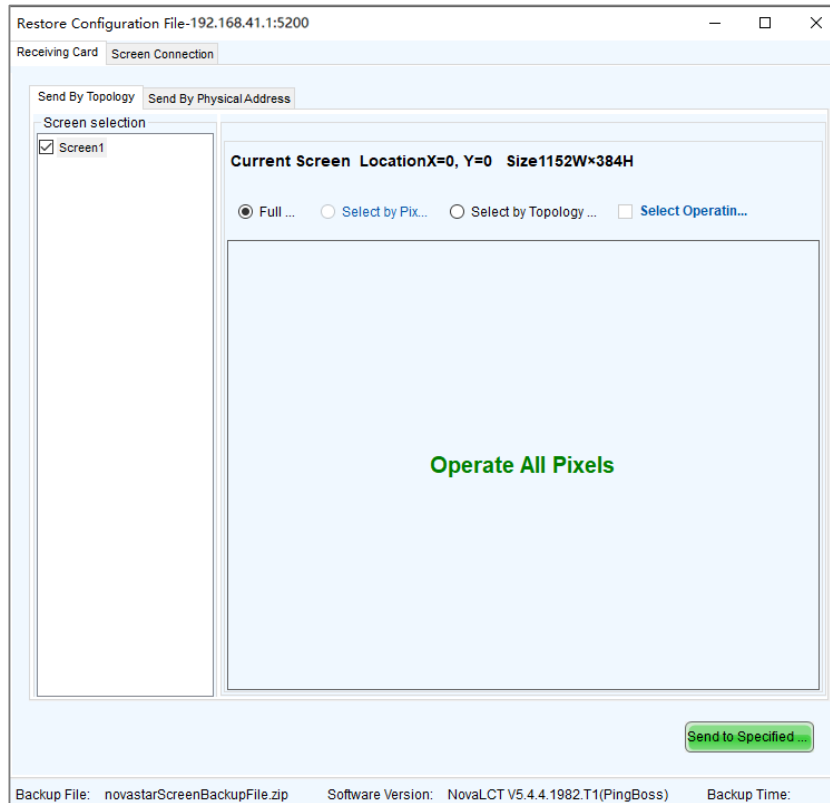 Restore Configuration File-192.168.41.1:5200
Receiving Card Screen Connection
Send By Topology Send By Physical Address
Screen selection
Screen1
Current Screen LocationX=0, Y=0 Size1152W×384H
Full ... Select by Pix... Select by Topology ... Select Operatin...
Operate All Pixels
Send to Specified ...
Backup File: novastarScreenBackupFile.zip Software Version: NovaLCT V5.4.4.1982.T1(PingBoss) Backup Time: